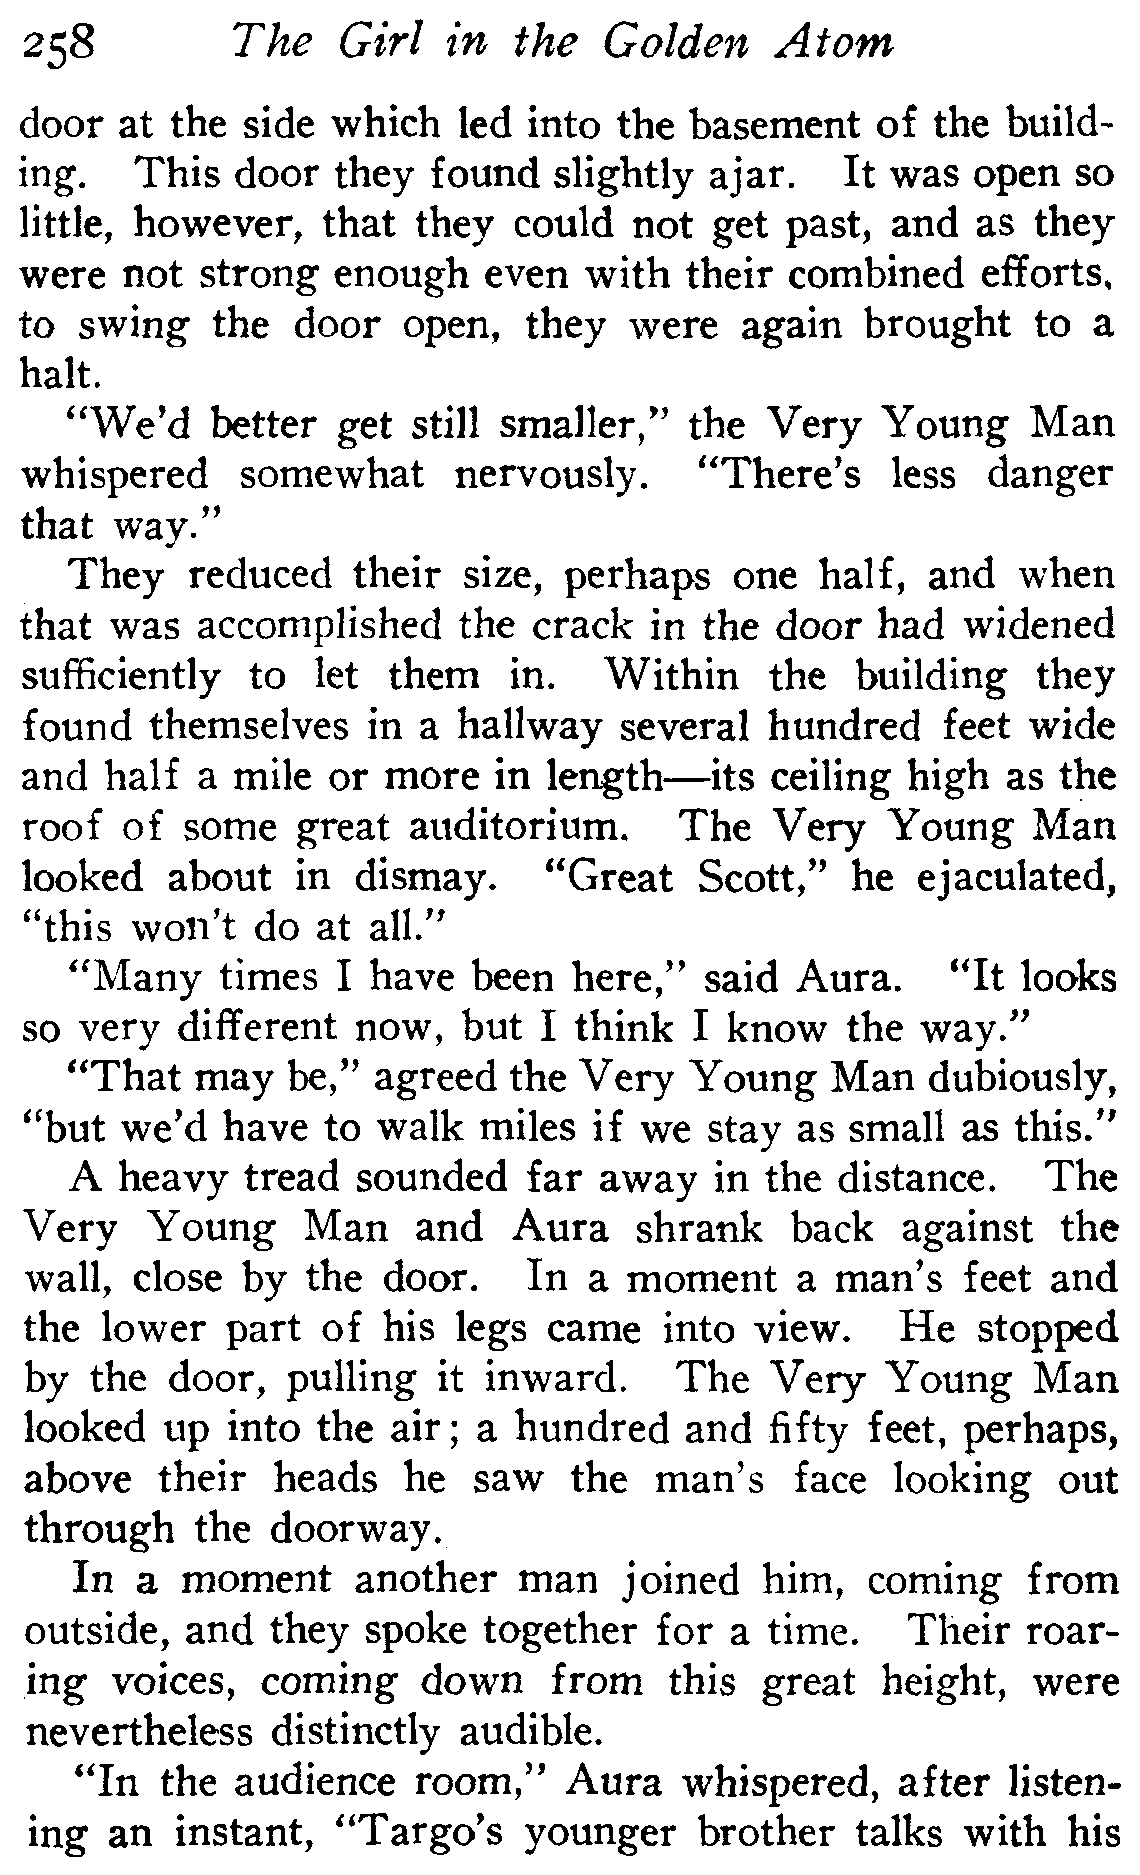 258 The Girl in the Golden Atom
door at the side which led into the basement of the build-
ing. This door they found slightly ajar. It was open so
little, however, that they could not get past, and as they
were not strong enough even with their combined efforts,
to swing the door open, they were again brought to a
halt.
"We'd better get still smaller," the Very Young Man
whispered somewhat nervously. "There's less danger
that way."
They reduced their size, perhaps one half, and when
that was accomplished the crack in the door had widened
sufficiently to let them in. Within the building they
found themselves in a hallway several hundred feet wide
and half a mile or more in length—its ceiling high as the
roof of some great auditorium. The Very Young Man
looked about in dismay. "Great Scott," he ejaculated,
"this won't do at all."
"Many times I have been here," said Aura. "It looks
so very different now, but I think I know the way."
"That may be," agreed the Very Young Man dubiously,
"but we'd have to walk miles if we stay as small as this."
A heavy tread sounded far away in the distance. The
Very Young Man and Aura shrank back against the
wall, close by the door. In a moment a man's feet and
the lower part of his legs came into view. He stopped
by the door, pulling it inward. The Very Young Man
looked up into the air; a hundred and fifty feet, perhaps,
above their heads he saw the man's face looking out
through the doorway.
In a moment another man joined him, coming from
outside, and they spoke together for a time. Their roar-
ing voices, coming down from this great height, were
nevertheless distinctly audible.
"In the audience room," Aura whispered, after listen-
ing an instant, "Targo's younger brother talks with his